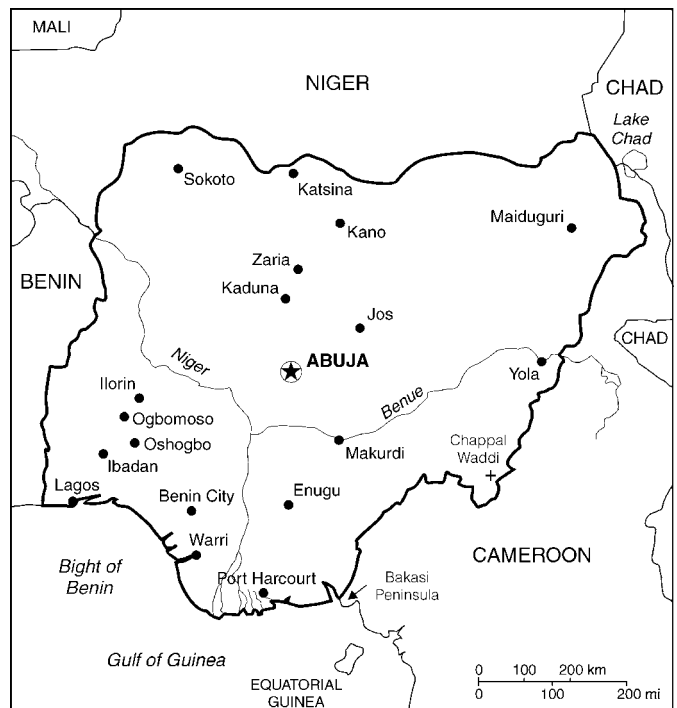 MALI
NIGER
CHAD
Lake
Chad
Sokoto
Katsina
Kano
Maiduguri
Zaria
BENIN
Kaduna
Jos
CHAD
Niger
ABUJA
Yola
Ilorin
Benue
Ogbomoso
Oshogbo
Makurdi
Chappal
Waddi
Ibadan
Lagos
Benin City
Enugu
Warri
CAMEROON
Bight of
Benin
Port Harcourt
Bakasi
Peninsula
Gulf of Guinea
EQUATORIAL
GUINEA
0 100 200 km
0 100 200 mi